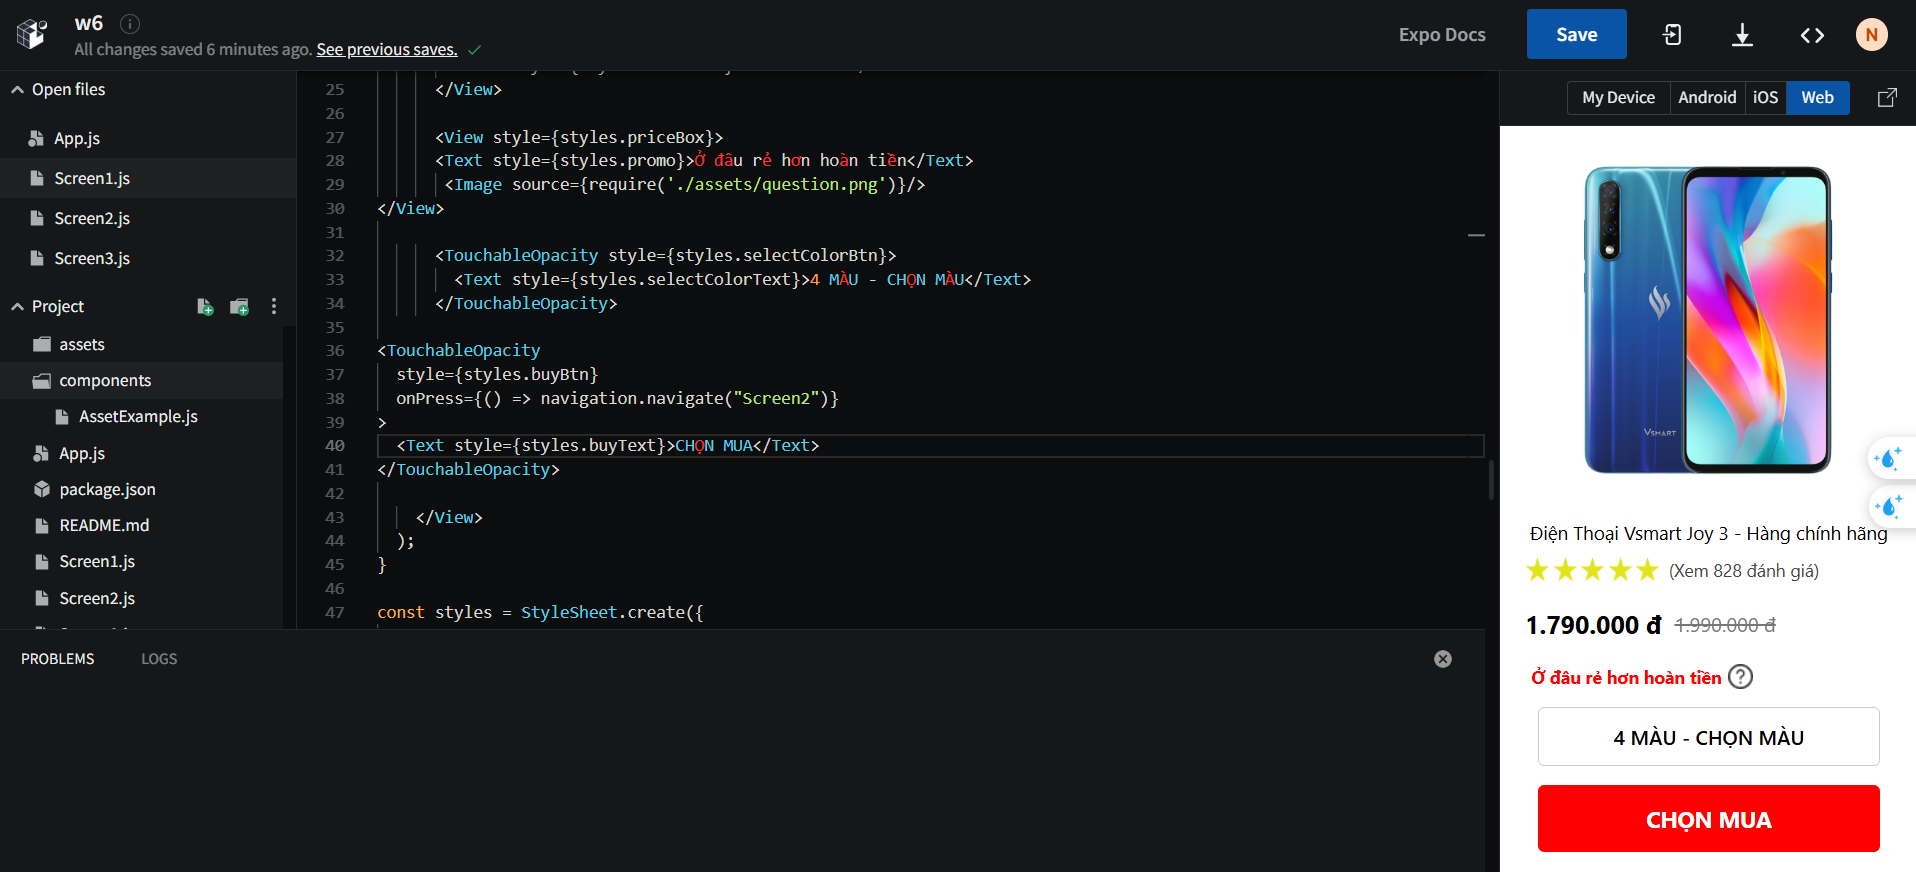 w6
All changes saved 6 minutes ago. See previous saves.
Expo Docs
Save
N
Open files
App.js
Screen1.js
Screen2.js
Screen3.js
Project
assets
components
AssetExample.js
App.js
package.json
README.md
Screen1.js
Screen2.js
25 </View>
26
27 <View style={styles.priceBox}>
28 <Text style={styles.promo}>Ở đâu rẻ hơn hoàn tiền</Text>
29 <Image source={require('./assets/question.png')}/>
30 </View>
31
32 <TouchableOpacity style={styles.selectColorBtn}>
33 <Text style={styles.selectColorText}>4 MÀU - CHỌN MÀU</Text>
34 </TouchableOpacity>
35
36 <TouchableOpacity
37 style={styles.buyBtn}
38 onPress={() => navigation.navigate("Screen2")}
39 >
40 <Text style={styles.buyText}>CHỌN MUA</Text>
41 </TouchableOpacity>
42
43 </View>
44 );
45 }
46
47 const styles = StyleSheet.create({
PROBLEMS
LOGS
My Device
Android
iOS
Web
VSMART
Điện Thoại Vsmart Joy 3 - Hàng chính hãng
(Xem 828 đánh giá)
1.790.000 đ 1.990.000 đ
Ở đâu rẻ hơn hoàn tiền ?
4 MÀU - CHỌN MÀU
CHỌN MUA